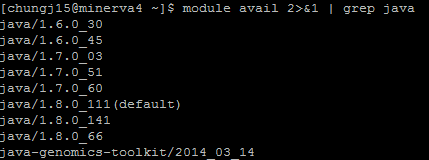 [chungj15@minerva4 ~]$ module avail 2>&1 | grep java
java/1.6.0_30
java/1.6.0_45
java/1.7.0_03
java/1.7.0_51
java/1.7.0_60
java/1.8.0_111(default)
java/1.8.0_141
java/1.8.0_66
java-genomics-toolkit/2014_03_14